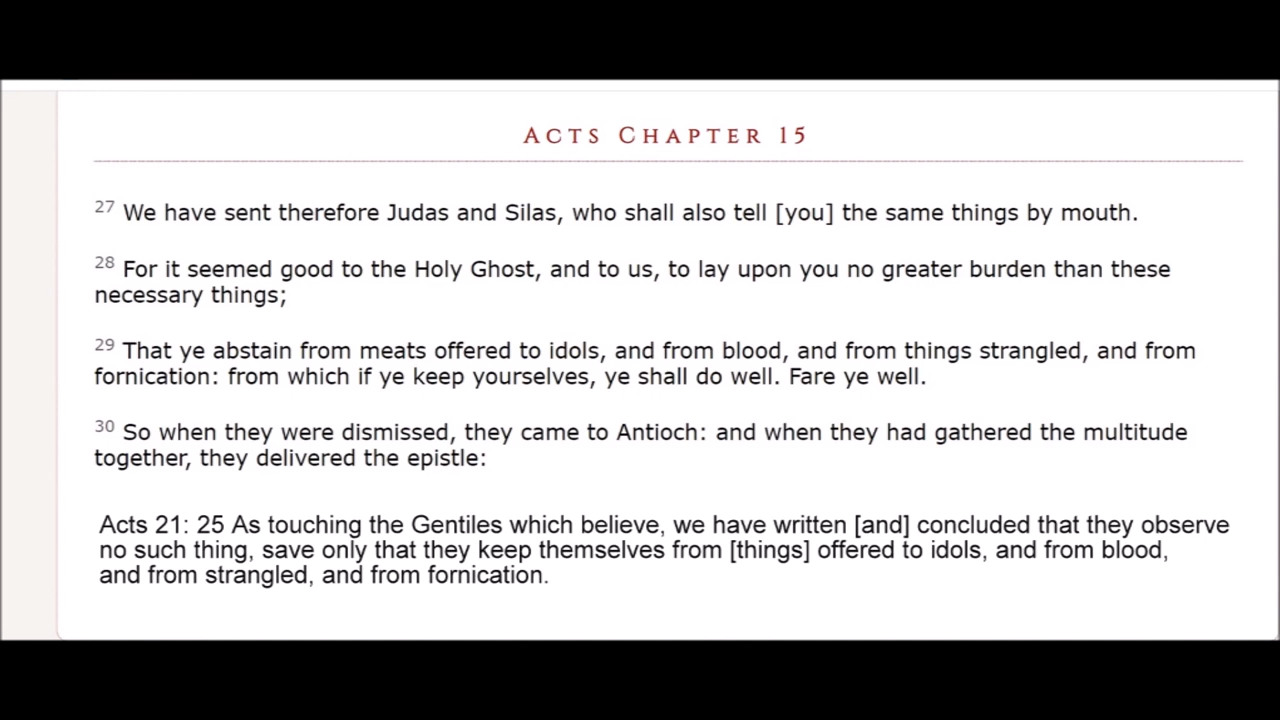 Acts Chapter 15
27 We have sent therefore Judas and Silas, who shall also tell [you] the same things by mouth.
28 For it seemed good to the Holy Ghost, and to us, to lay upon you no greater burden than these
necessary things;
29 That ye abstain from meats offered to idols, and from blood, and from things strangled, and from
fornication: from which if ye keep yourselves, ye shall do well. Fare ye well.
30 So when they were dismissed, they came to Antioch: and when they had gathered the multitude
together, they delivered the epistle:
Acts 21: 25 As touching the Gentiles which believe, we have written [and] concluded that they observe
no such thing, save only that they keep themselves from [things] offered to idols, and from blood,
and from strangled, and from fornication.